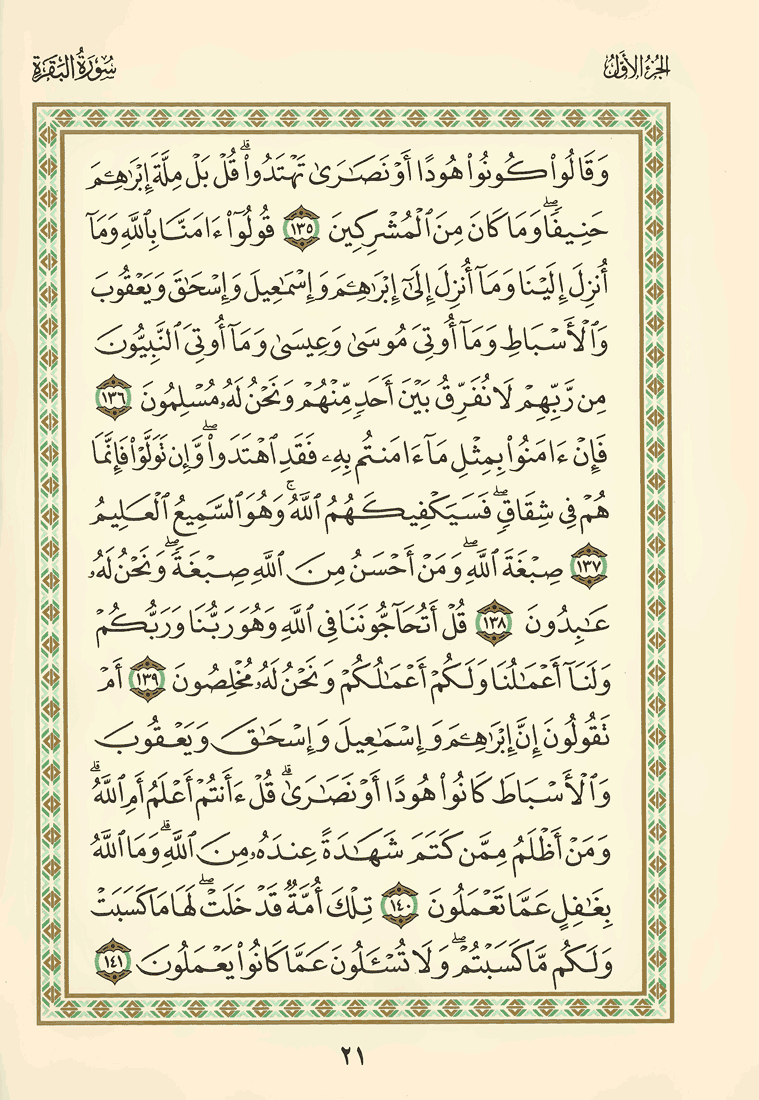 الجزء الأول
سورة البقرة
وَقَالُوا۟ كُونُوا۟ هُودًا أَوْ نَصَـٰرَىٰ تَهْتَدُوا۟ ۗ قُلْ بَلْ مِلَّةَ إِبْرَٰهِـۧمَ
حَنِيفًا ۖ وَمَا كَانَ مِنَ ٱلْمُشْرِكِينَ ١٣٥ قُولُوٓا۟ ءَامَنَّا بِٱللَّهِ وَمَآ
أُنزِلَ إِلَيْنَا وَمَآ أُنزِلَ إِلَىٰٓ إِبْرَٰهِـۧمَ وَإِسْمَـٰعِيلَ وَإِسْحَـٰقَ وَيَعْقُوبَ
وَٱلْأَسْبَاطِ وَمَآ أُوتِىَ مُوسَىٰ وَعِيسَىٰ وَمَآ أُوتِىَ ٱلنَّبِيُّونَ
مِن رَّبِّهِمْ لَا نُفَرِّقُ بَيْنَ أَحَدٍ مِّنْهُمْ وَنَحْنُ لَهُۥ مُسْلِمُونَ ١٣٦
فَإِنْ ءَامَنُوا۟ بِمِثْلِ مَآ ءَامَنتُم بِهِۦ فَقَدِ ٱهْتَدَوا۟ ۖ وَّإِن تَوَلَّوْا۟ فَإِنَّمَا
هُمْ فِى شِقَاقٍ ۖ فَسَيَكْفِيكَهُمُ ٱللَّهُ ۚ وَهُوَ ٱلسَّمِيعُ ٱلْعَلِيمُ
١٣٧ صِبْغَةَ ٱللَّهِ ۖ وَمَنْ أَحْسَنُ مِنَ ٱللَّهِ صِبْغَةً ۖ وَنَحْنُ لَهُۥ
عَـٰبِدُونَ ١٣٨ قُلْ أَتُحَآجُّونَنَا فِى ٱللَّهِ وَهُوَ رَبُّنَا وَرَبُّكُمْ
وَلَنَآ أَعْمَـٰلُنَا وَلَكُمْ أَعْمَـٰلُكُمْ وَنَحْنُ لَهُۥ مُخْلِصُونَ ١٣٩ أَمْ
تَقُولُونَ إِنَّ إِبْرَٰهِـۧمَ وَإِسْمَـٰعِيلَ وَإِسْحَـٰقَ وَيَعْقُوبَ
وَٱلْأَسْبَاطَ كَانُوا۟ هُودًا أَوْ نَصَـٰرَىٰ ۗ قُلْ ءَأَنتُمْ أَعْلَمُ أَمِ ٱللَّهُ ۗ
وَمَنْ أَظْلَمُ مِمَّن كَتَمَ شَهَـٰدَةً عِندَهُۥ مِنَ ٱللَّهِ ۗ وَمَا ٱللَّهُ
بِغَـٰفِلٍ عَمَّا تَعْمَلُونَ ١٤٠ تِلْكَ أُمَّةٌ قَدْ خَلَتْ ۖ لَهَا مَا كَسَبَتْ
وَلَكُم مَّا كَسَبْتُمْ ۖ وَلَا تُسْـَٔلُونَ عَمَّا كَانُوا۟ يَعْمَلُونَ ١٤١
٢١